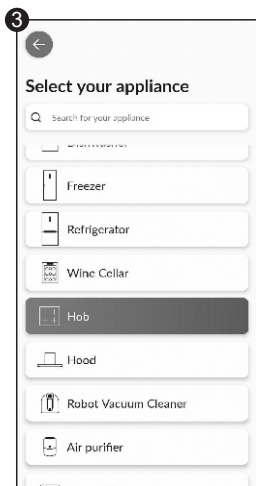 3
Select your appliance
Search for your appliance
Freezer
Refrigerator
Wine Cellar
Hob
Hood
Robot Vacuum Cleaner
Air purifier